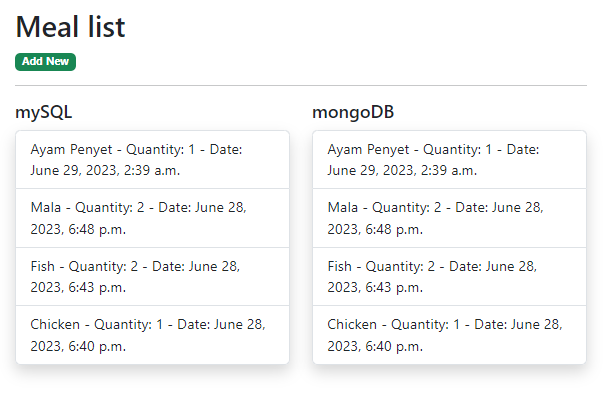 Meal list
Add New
mySQL
Ayam Penyet - Quantity: 1 - Date:
June 29, 2023, 2:39 a.m.
Mala - Quantity: 2 - Date: June 28,
2023, 6:48 p.m.
Fish - Quantity: 2 - Date: June 28,
2023, 6:43 p.m.
Chicken - Quantity: 1 - Date: June 28,
2023, 6:40 p.m.
mongoDB
Ayam Penyet - Quantity: 1 - Date:
June 29, 2023, 2:39 a.m.
Mala - Quantity: 2 - Date: June 28,
2023, 6:48 p.m.
Fish - Quantity: 2 - Date: June 28,
2023, 6:43 p.m.
Chicken - Quantity: 1 - Date: June 28,
2023, 6:40 p.m.